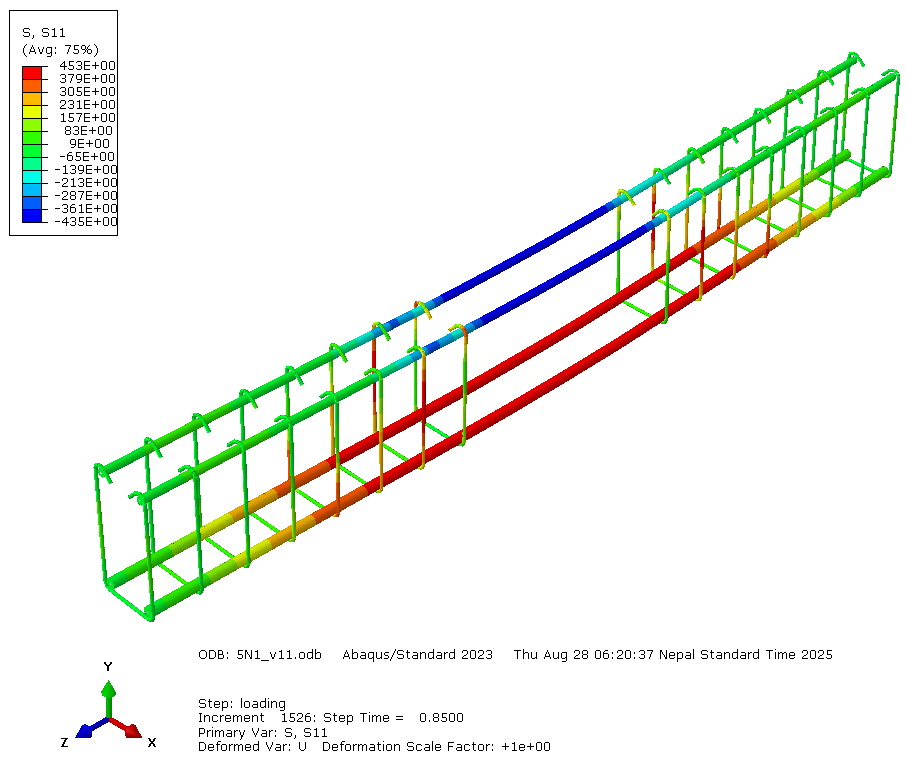 S, S11
(Avg: 75%)
453E+00
379E+00
305E+00
231E+00
157E+00
83E+00
9E+00
-65E+00
-139E+00
-213E+00
-287E+00
-361E+00
-435E+00
ODB: 5N1_v11.odb Abaqus/Standard 2023 Thu Aug 28 06:20:37 Nepal Standard Time 2025
Y
Z
X
Step: loading
Increment 1526: Step Time = 0.8500
Primary Var: S, S11
Deformed Var: U Deformation Scale Factor: +1e+00